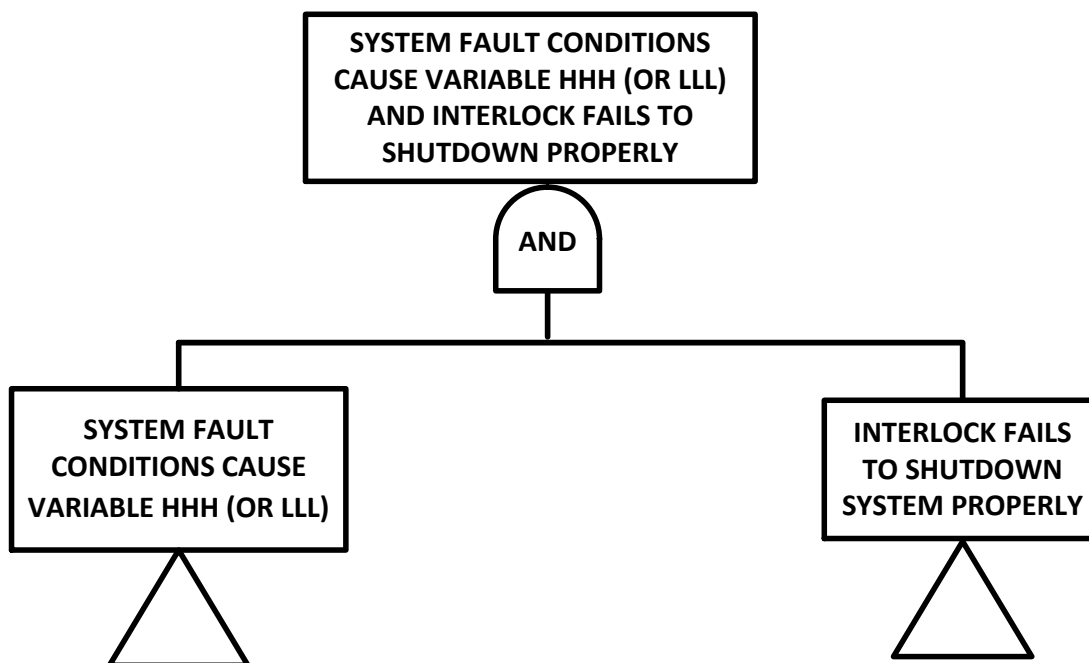 SYSTEM FAULT CONDITIONS
CAUSE VARIABLE HHH (OR LLL)
AND INTERLOCK FAILS TO
SHUTDOWN PROPERLY
AND
SYSTEM FAULT
CONDITIONS CAUSE
VARIABLE HHH (OR LLL)
INTERLOCK FAILS
TO SHUTDOWN
SYSTEM PROPERLY